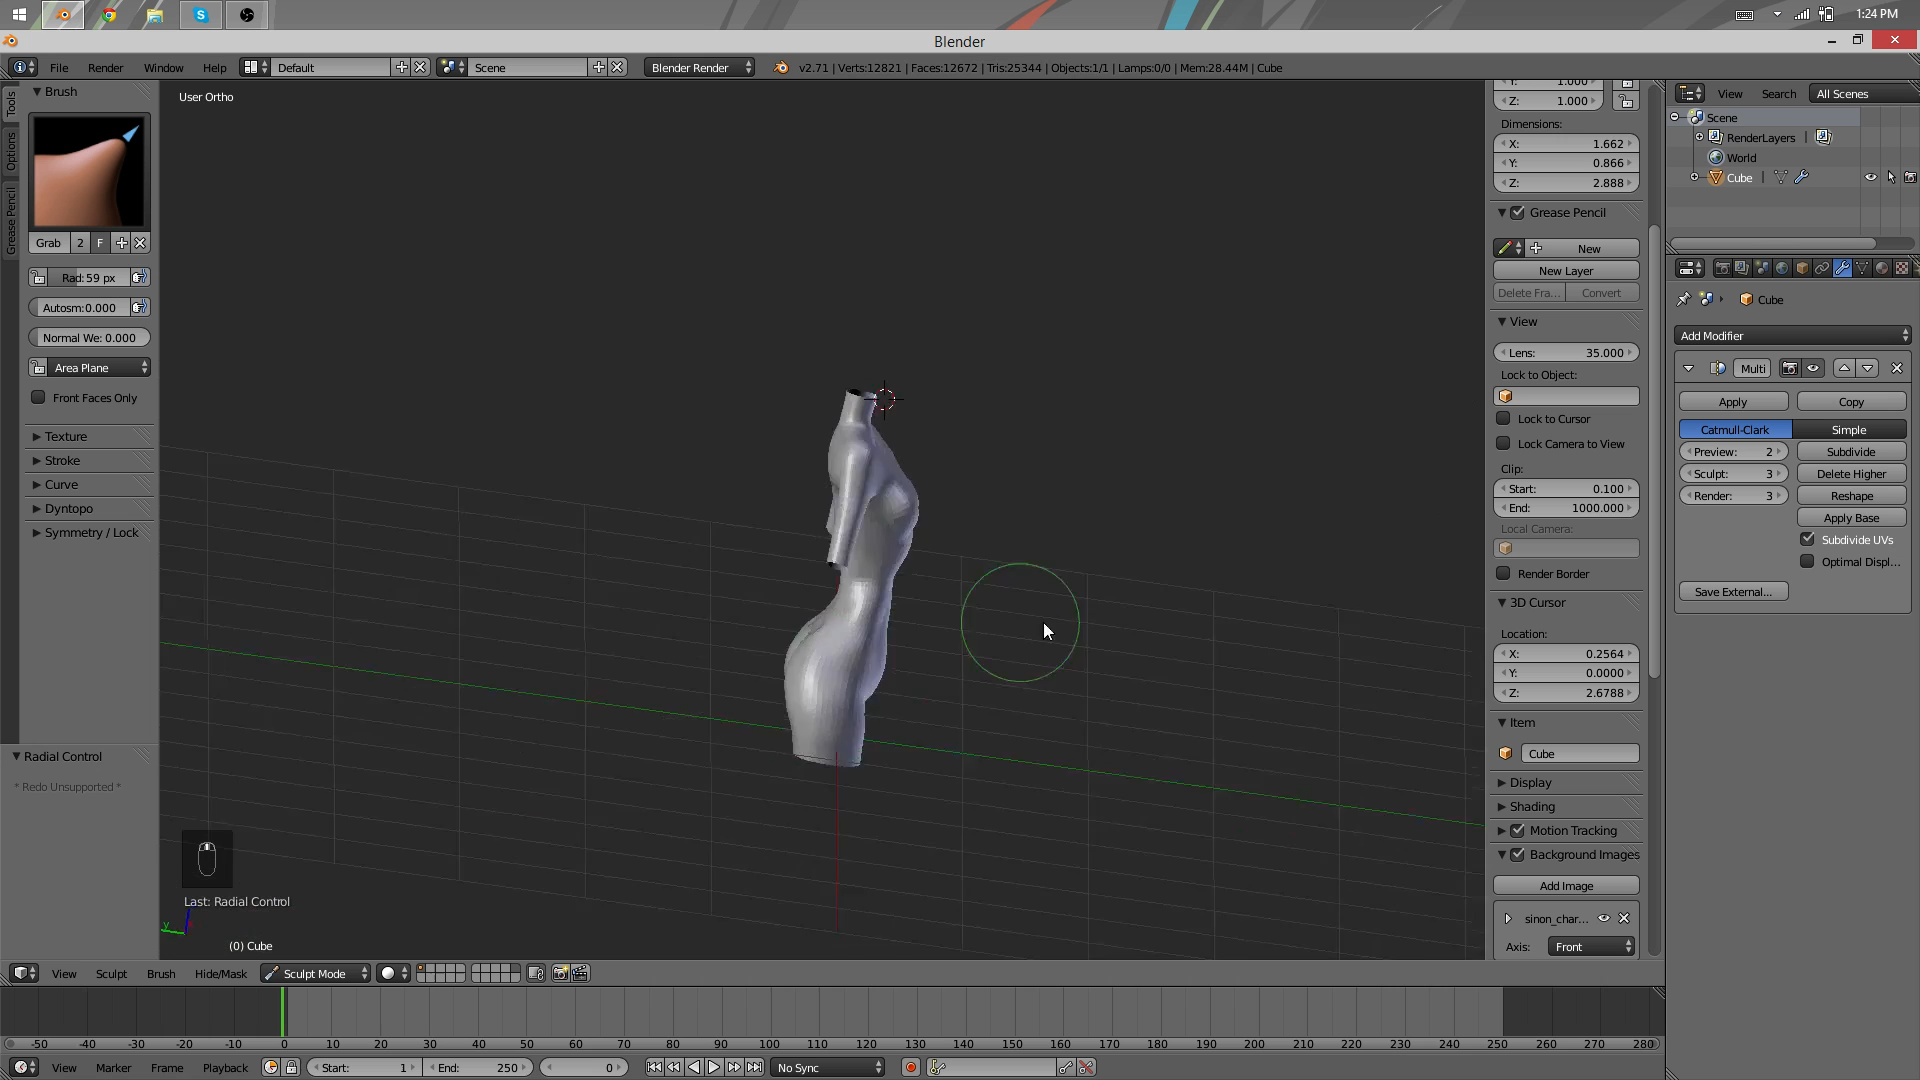 1:24 PM
Blender
File Render Window Help Default Scene Blender Render v2.71 | Verts:12821 | Faces:12672 | Tris:25344 | Objects:1/1 | Lamps:0/0 | Mem:28.44M | Cube
Tools
Options
Grease Pencil
Brush
Grab 2 F
Rad: 59 px
Autosm:0.000
Normal We: 0.000
Area Plane
Front Faces Only
Texture
Stroke
Curve
Dyntopo
Symmetry / Lock
Radial Control
* Redo Unsupported *
User Ortho
Last: Radial Control
y
(0) Cube
Y: 1.000
Z: 1.000
Dimensions:
X: 1.662
Y: 0.866
Z: 2.888
Grease Pencil
New
New Layer
Delete Fra... Convert
View
Lens: 35.000
Lock to Object:
Lock to Cursor
Lock Camera to View
Clip:
Start: 0.100
End: 1000.000
Local Camera:
Render Border
3D Cursor
Location:
X: 0.2564
Y: 0.0000
Z: 2.6788
Item
Cube
Display
Shading
Motion Tracking
Background Images
Add Image
sinon_char...
Axis: Front
View Search All Scenes
Scene
RenderLayers |
World
Cube |
Cube
Add Modifier
Multi
Apply Copy
Catmull-Clark Simple
Preview: 2 Subdivide
Sculpt: 3 Delete Higher
Render: 3 Reshape
Apply Base
Subdivide UVs
Optimal Displ...
Save External...
View Sculpt Brush Hide/Mask Sculpt Mode
-50 -40 -30 -20 -10 0 10 20 30 40 50 60 70 80 90 100 110 120 130 140 150 160 170 180 190 200 210 220 230 240 250 260 270 280
View Marker Frame Playback Start: 1 End: 250 0 No Sync